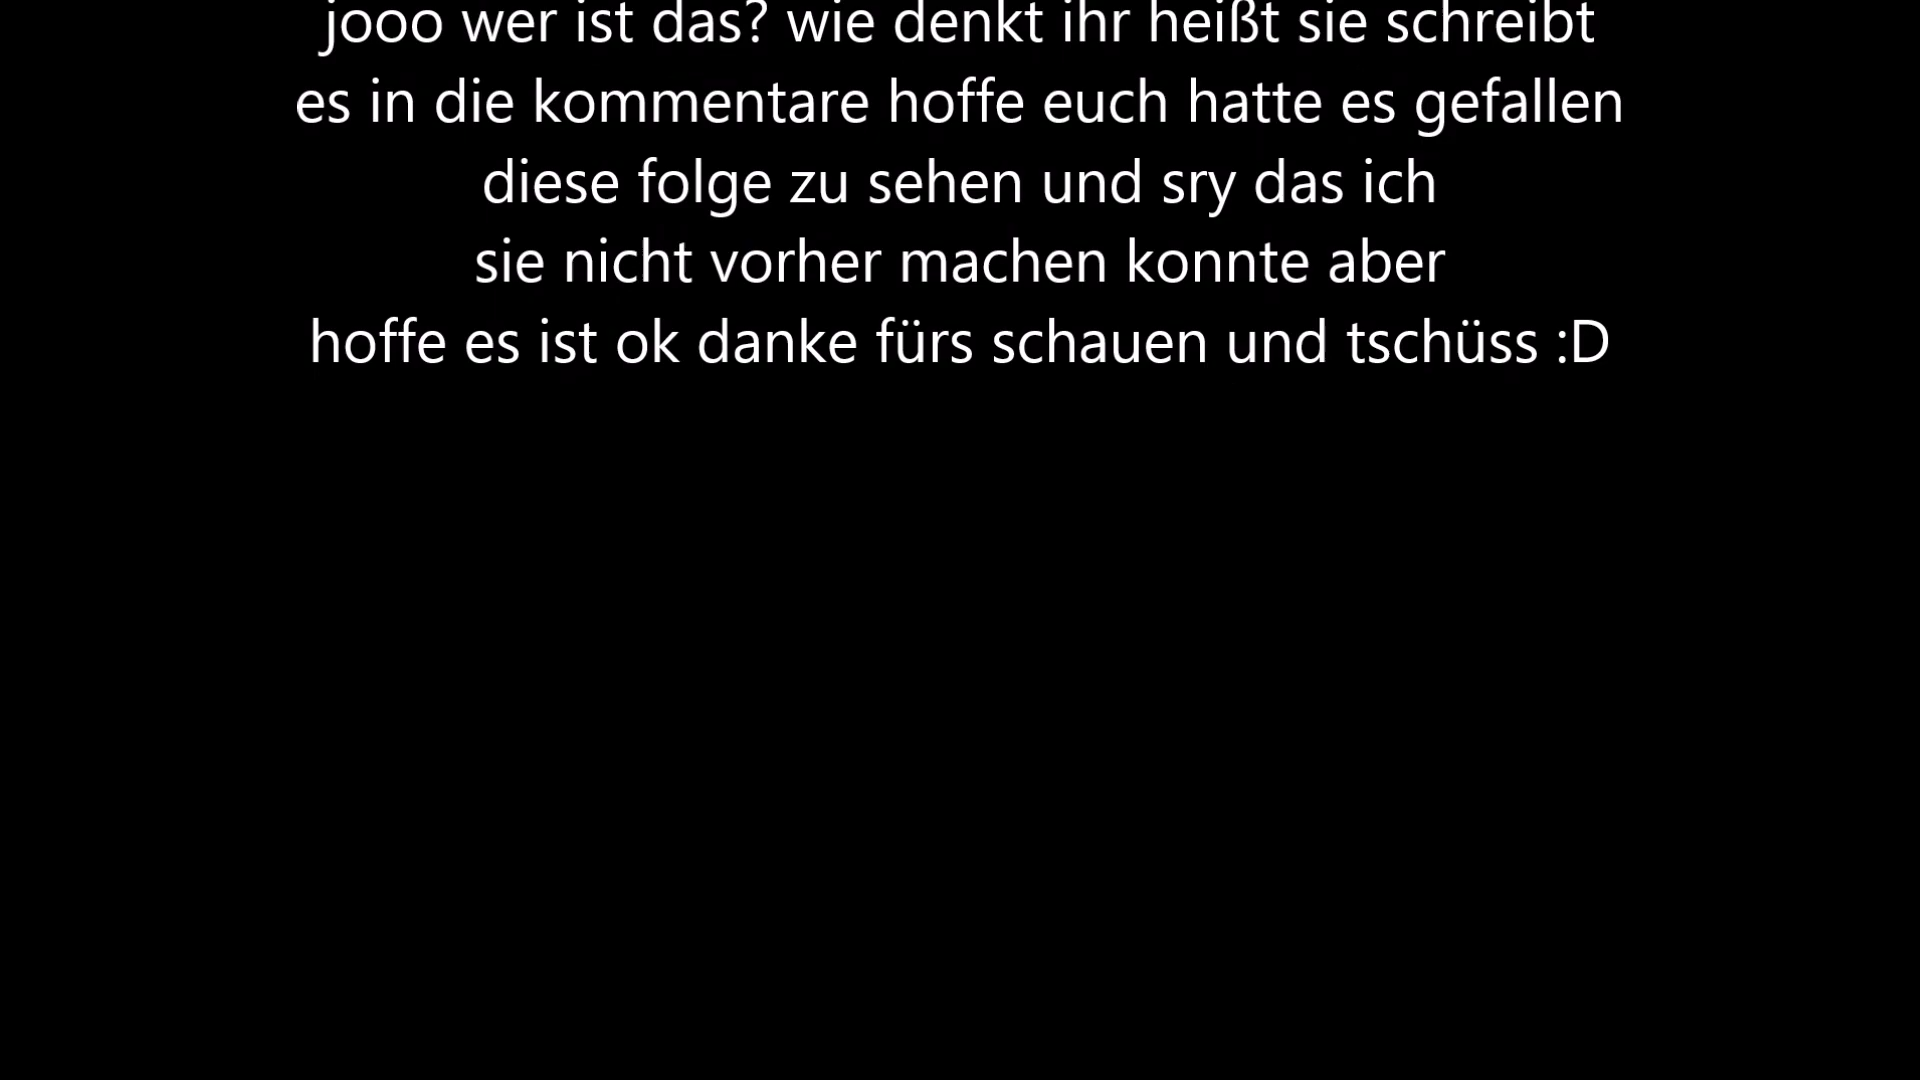 jooo wer ist das? wie denkt ihr heißt sie schreibt
es in die kommentare hoffe euch hatte es gefallen
diese folge zu sehen und sry das ich
sie nicht vorher machen konnte aber
hoffe es ist ok danke fürs schauen und tschüss :D